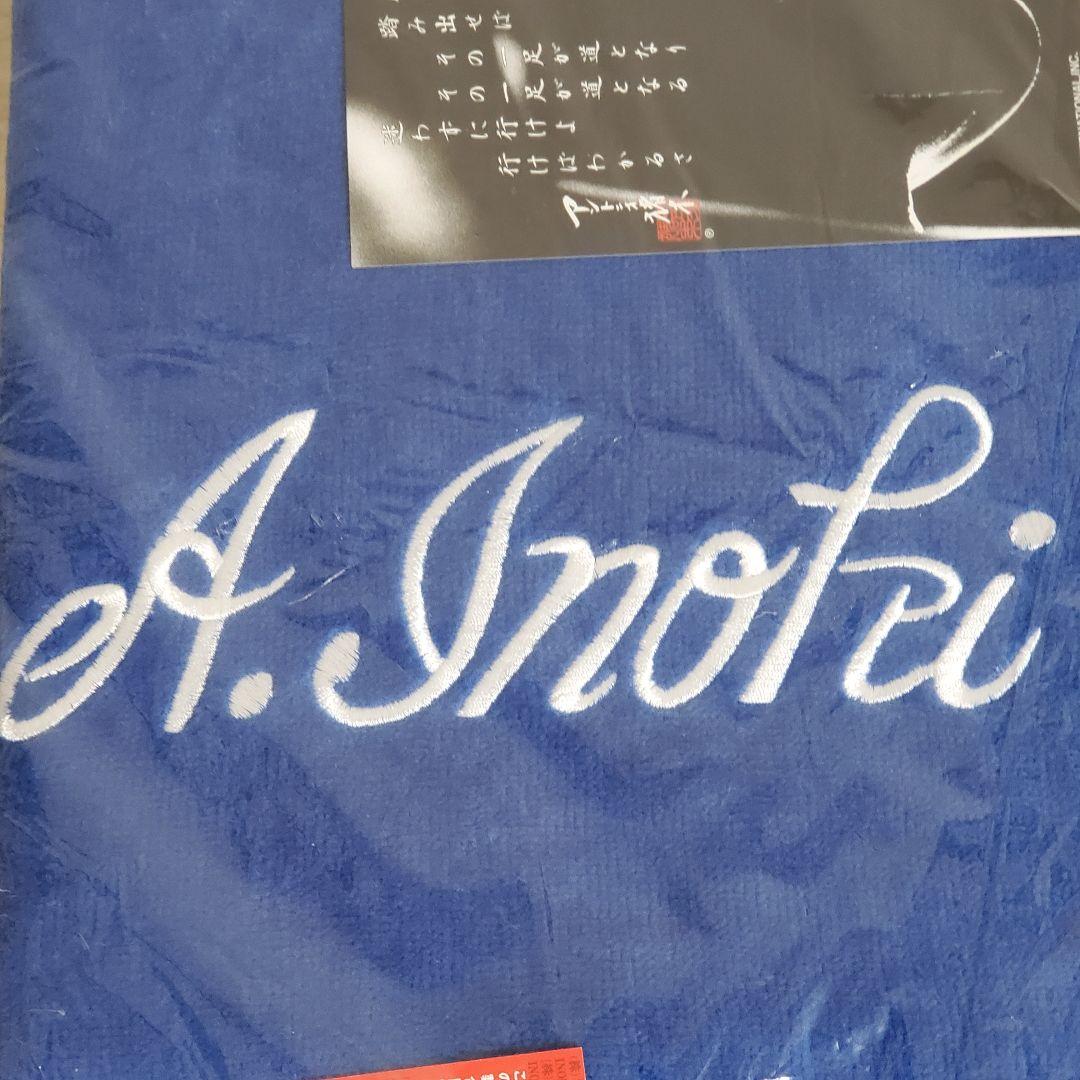 踏み出せば
その一足が道となり
その一足が道となる
迷わずに行けよ
行けばわかるさ
アントニオ猪木
®
A. Inoki